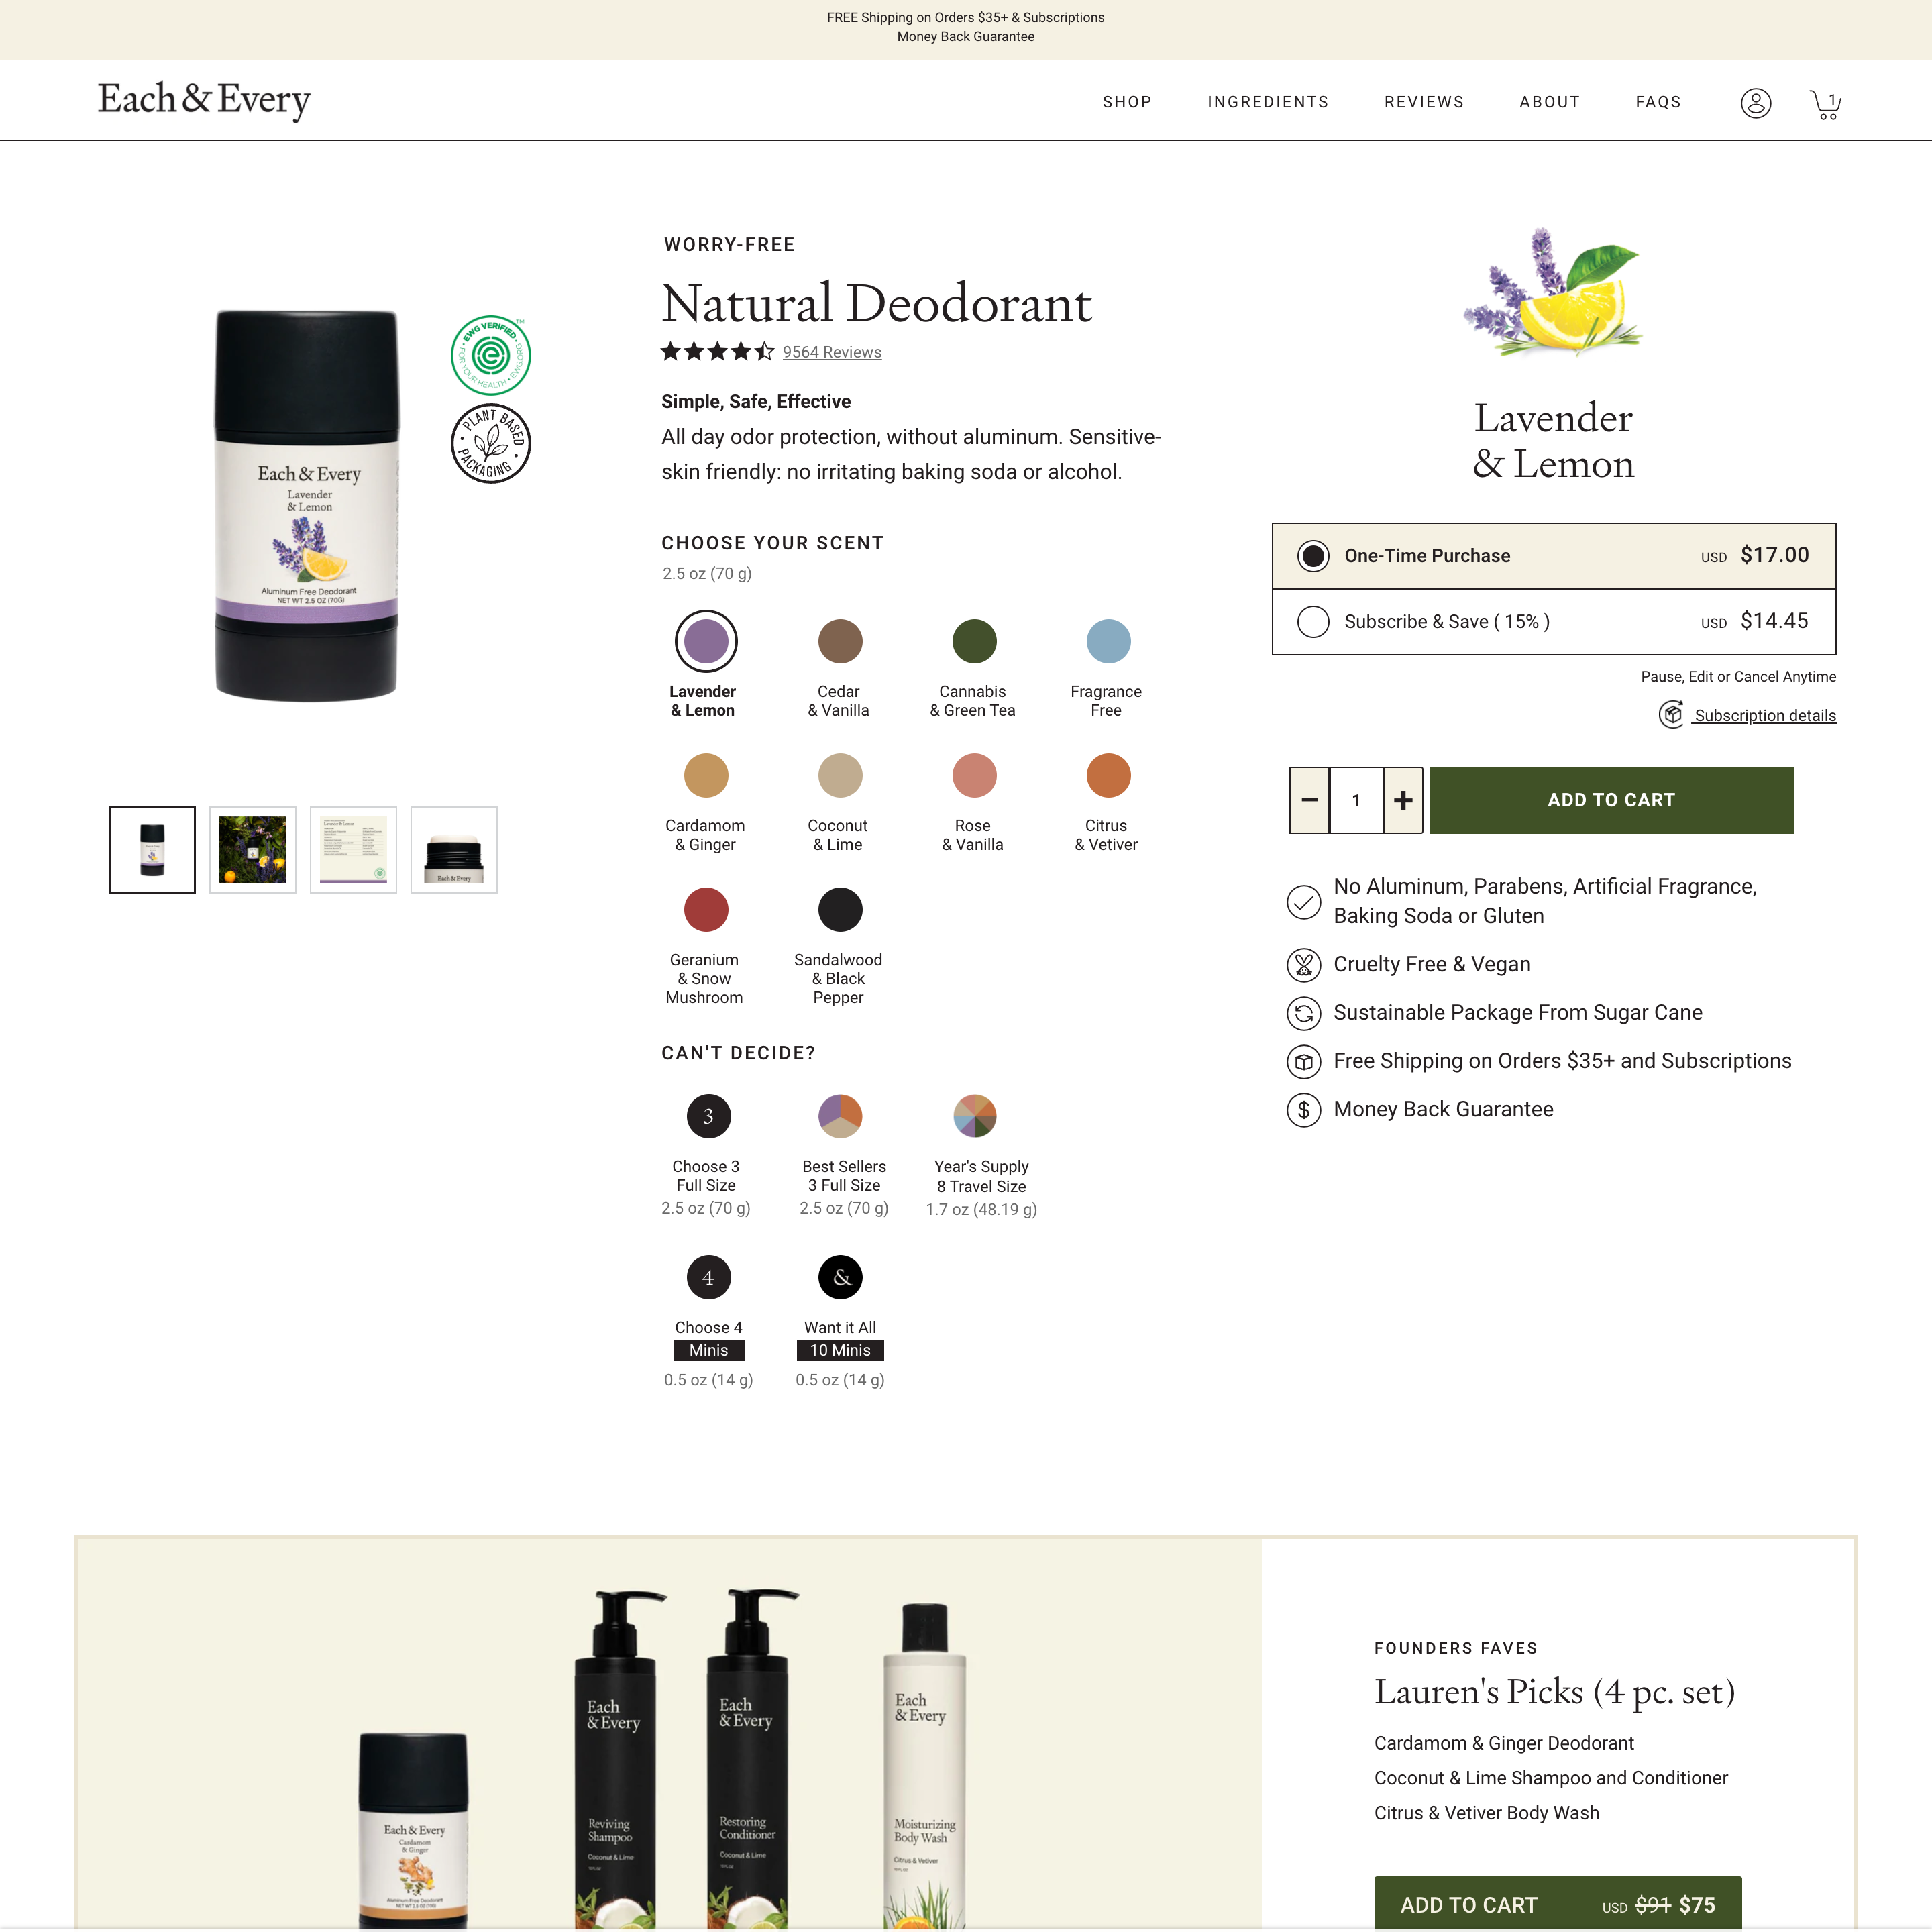 FREE Shipping on Orders $35+ & Subscriptions
Money Back Guarantee
Each & Every
SHOP
INGREDIENTS
REVIEWS
ABOUT
FAQS
1
Each & Every
Lavender
& Lemon
Aluminum Free Deodorant
NET WT 2.5 OZ (70G)
EWG VERIFIED
TM
FOR YOUR HEALTH • EWG.ORG
PLANT BASED
PACKAGING
Lavender & Lemon
Each & Every
WORRY-FREE
Natural Deodorant
9564 Reviews
Simple, Safe, Effective
All day odor protection, without aluminum. Sensitive-
skin friendly: no irritating baking soda or alcohol.
CHOOSE YOUR SCENT
2.5 oz (70 g)
Lavender
& Lemon
Cedar
& Vanilla
Cannabis
& Green Tea
Fragrance
Free
Cardamom
& Ginger
Coconut
& Lime
Rose
& Vanilla
Citrus
& Vetiver
Geranium
& Snow
Mushroom
Sandalwood
& Black
Pepper
CAN'T DECIDE?
3
Choose 3
Full Size
2.5 oz (70 g)
Best Sellers
3 Full Size
2.5 oz (70 g)
Year's Supply
8 Travel Size
1.7 oz (48.19 g)
4
Choose 4
Minis
0.5 oz (14 g)
&
Want it All
10 Minis
0.5 oz (14 g)
Lavender
& Lemon
One-Time Purchase USD $17.00
Subscribe & Save ( 15% ) USD $14.45
Pause, Edit or Cancel Anytime
Subscription details
− 1 +
ADD TO CART
No Aluminum, Parabens, Artificial Fragrance,
Baking Soda or Gluten
Cruelty Free & Vegan
Sustainable Package From Sugar Cane
Free Shipping on Orders $35+ and Subscriptions
$
Money Back Guarantee
Each & Every
Cardamom
& Ginger
Aluminum Free Deodorant
Each
& Every
Reviving
Shampoo
Coconut & Lime
Each
& Every
Restoring
Conditioner
Coconut & Lime
Each
& Every
Moisturizing
Body Wash
Citrus & Vetiver
FOUNDERS FAVES
Lauren's Picks (4 pc. set)
Cardamom & Ginger Deodorant
Coconut & Lime Shampoo and Conditioner
Citrus & Vetiver Body Wash
ADD TO CART USD $91 $75